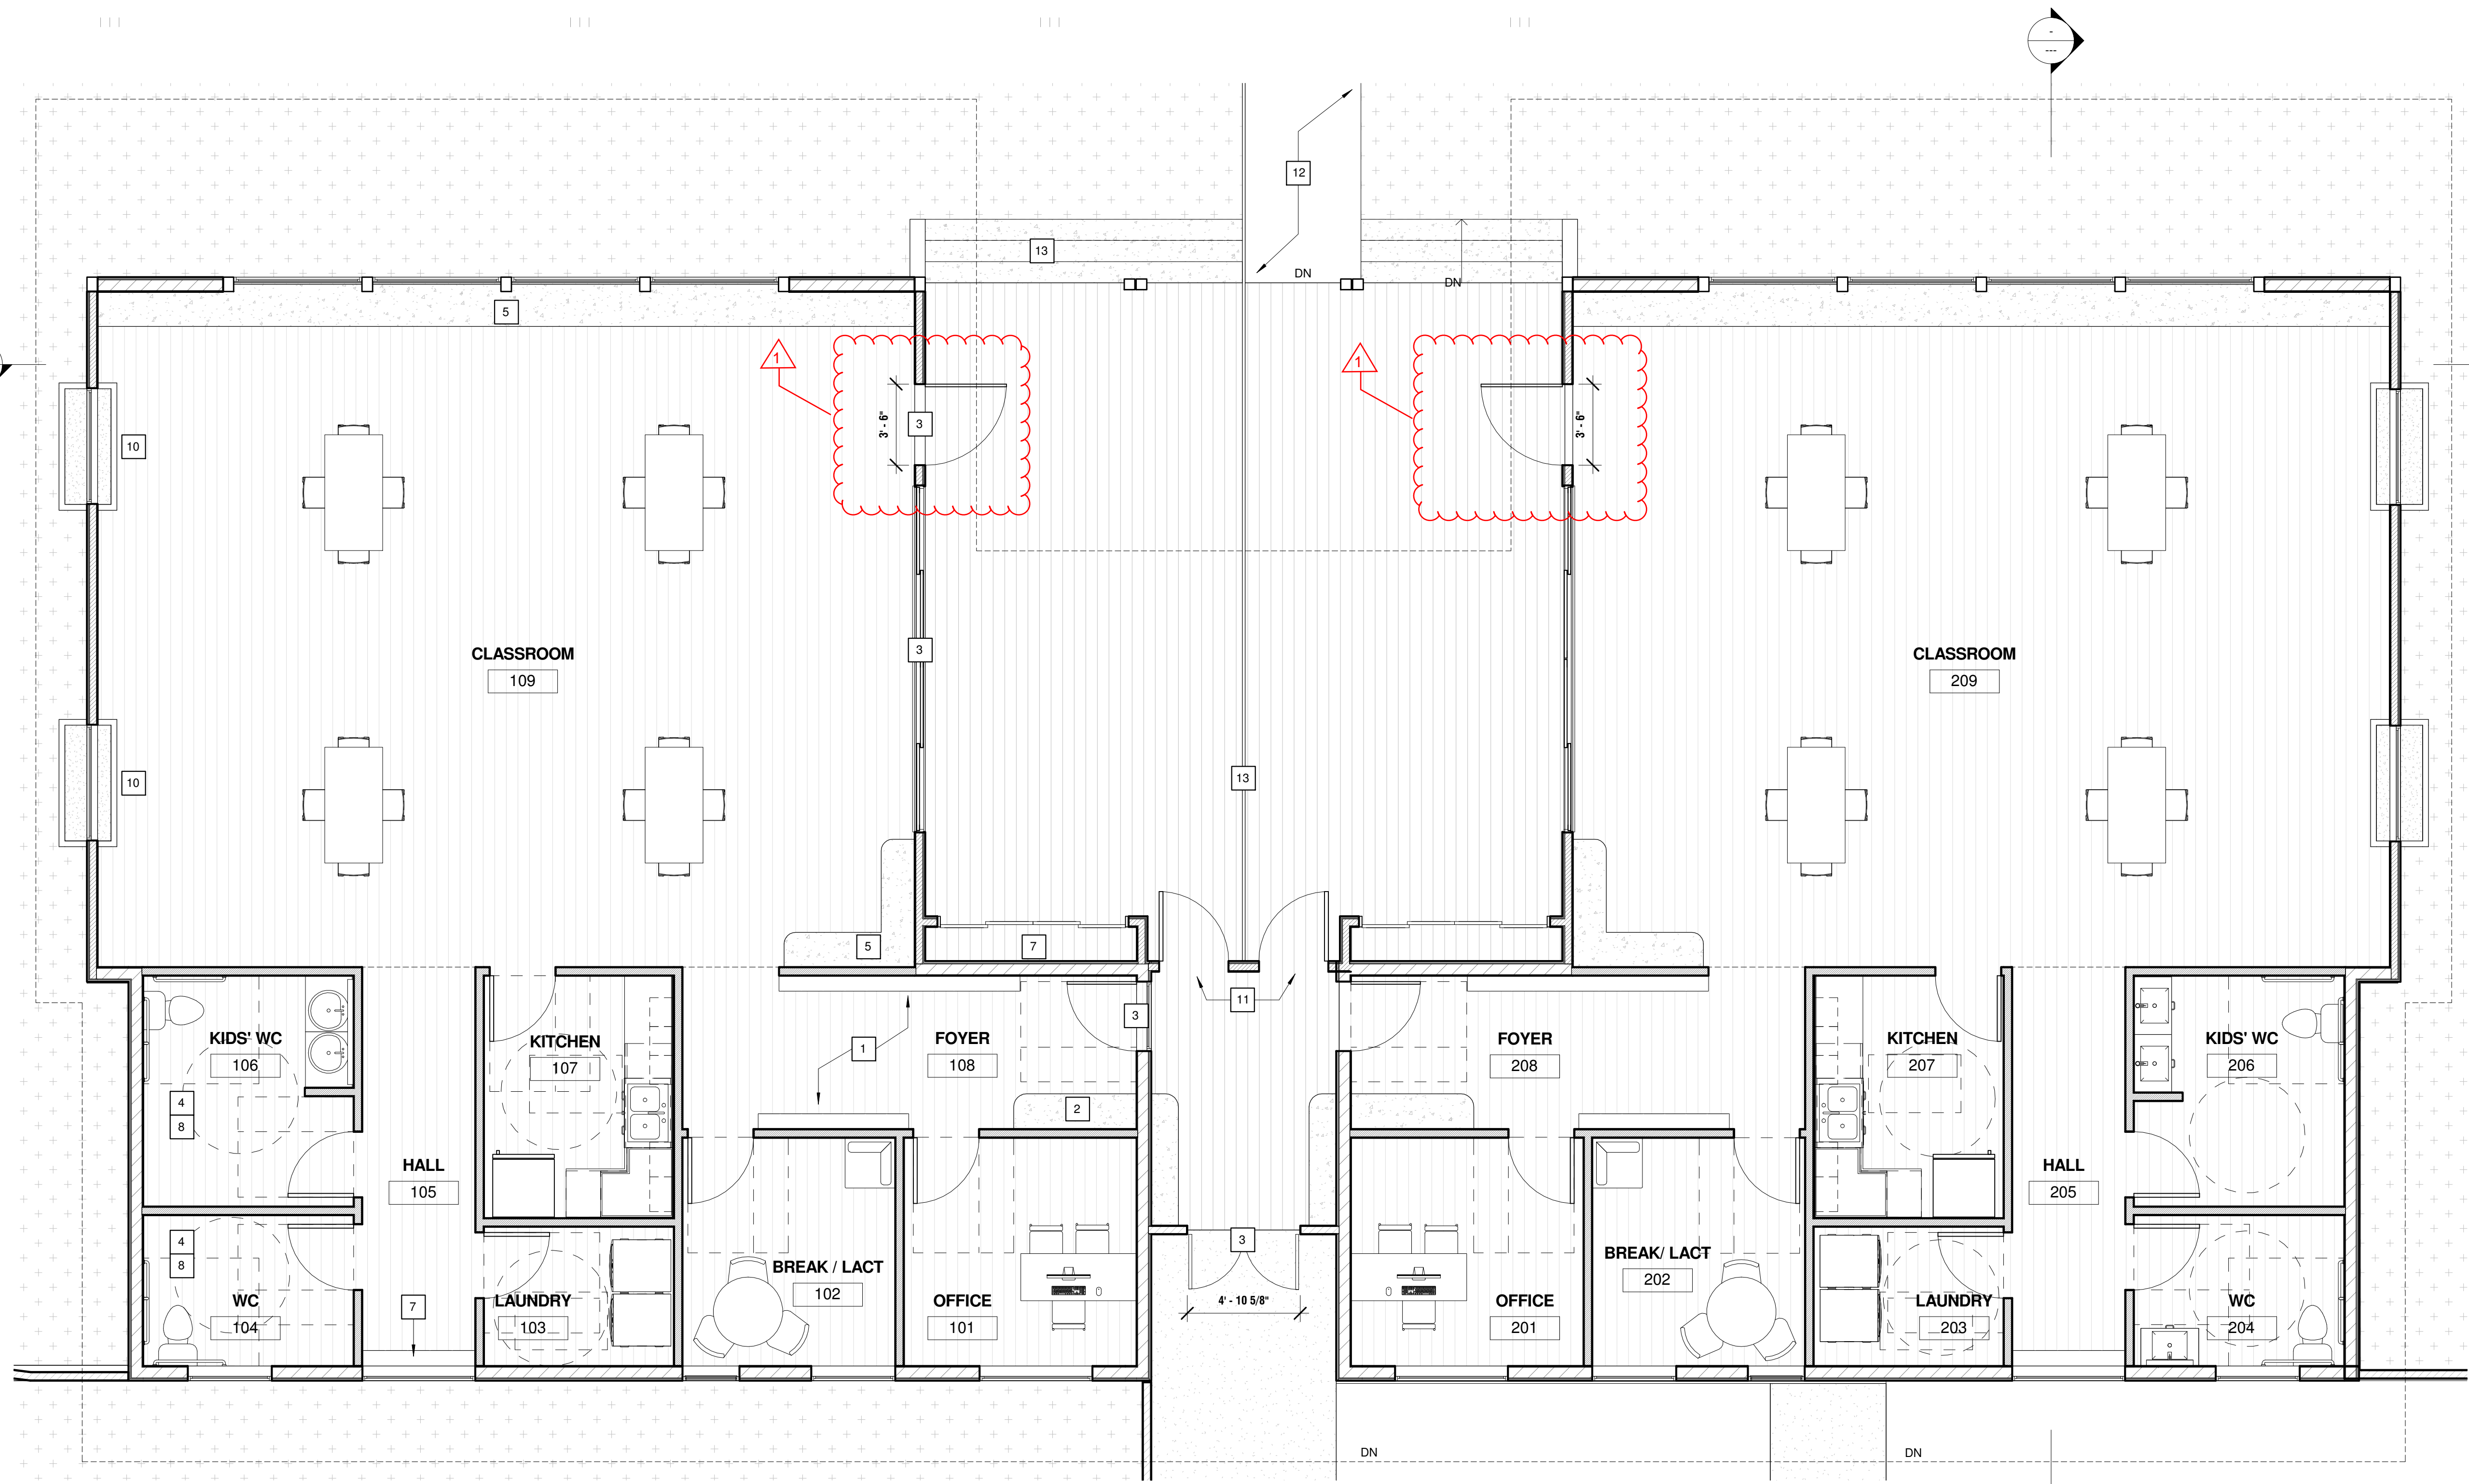 -
---
12
13
DN
DN
5
1
1
3' - 6"
3
3' - 6"
10
CLASSROOM
109
3
CLASSROOM
209
10
13
5
7
11
3
KIDS' WC
106
KITCHEN
107
1
FOYER
108
FOYER
208
KITCHEN
207
KIDS' WC
206
4
8
2
HALL
105
HALL
205
4
8
3
BREAK / LACT
102
BREAK/ LACT
202
WC
104
7
LAUNDRY
103
OFFICE
101
4' - 10 5/8"
OFFICE
201
LAUNDRY
203
WC
204
DN
DN